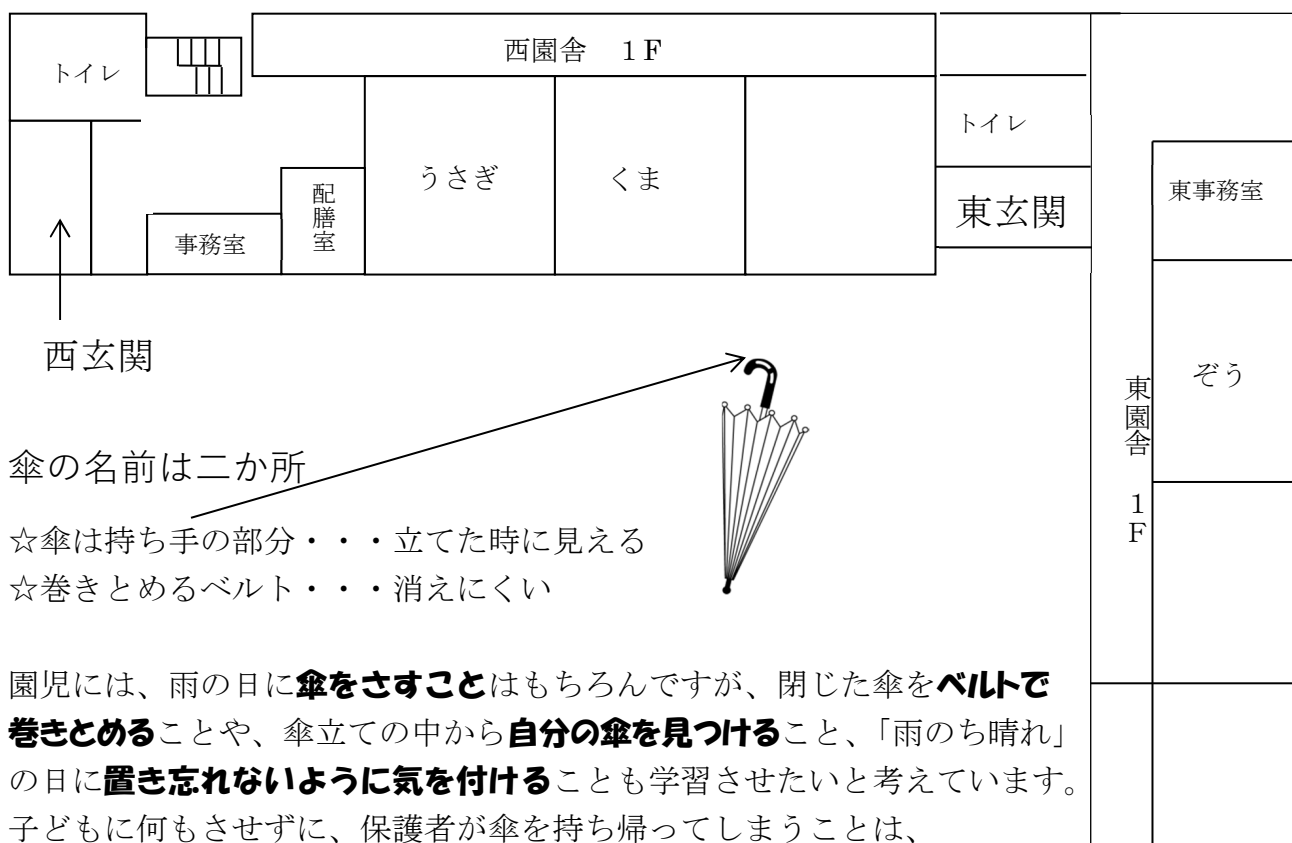 西園舎　１F
トイレ
トイレ
うさぎ
くま
配膳室
事務室
東玄関
東事務室
西玄関
ぞう
東園舎　１F
傘の名前は二か所
☆傘は持ち手の部分・・・立てた時に見える
☆巻きとめるベルト・・・消えにくい
園児には、雨の日に傘をさすことはもちろんですが、閉じた傘をベルトで
巻きとめることや、傘立ての中から自分の傘を見つけること、「雨のち晴れ」
の日に置き忘れないように気を付けることも学習させたいと考えています。
子どもに何もさせずに、保護者が傘を持ち帰ってしまうことは、